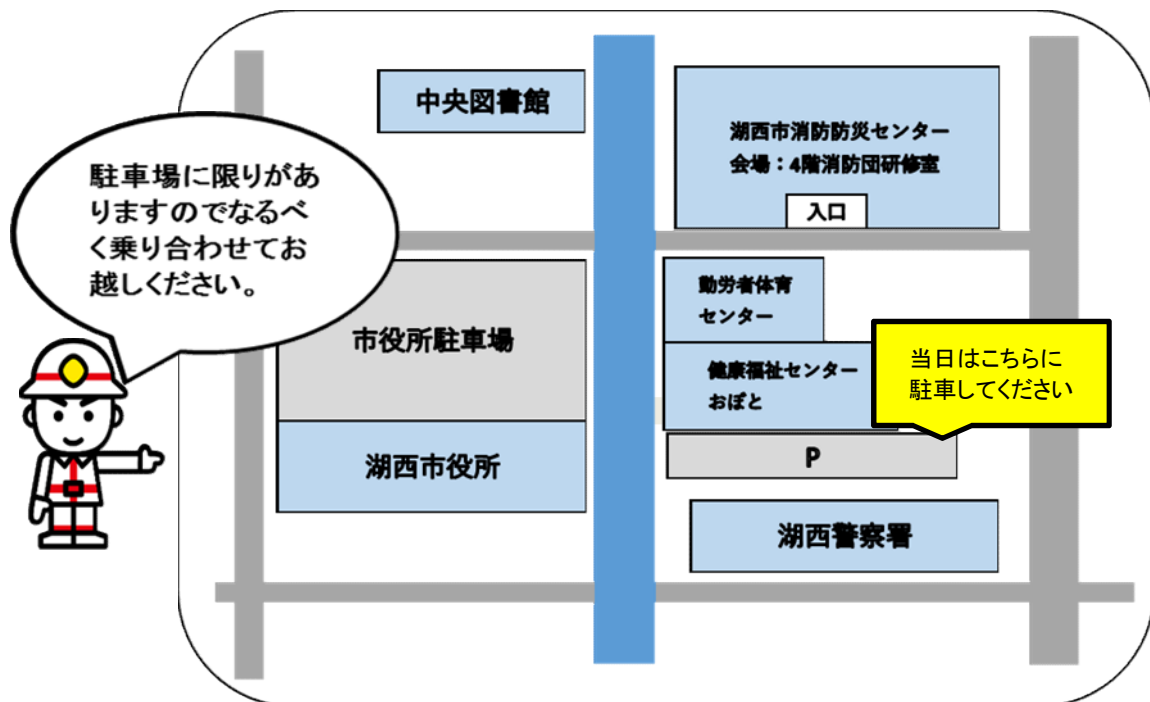 中央図書館
湖西市消防防災センター
会場：4階消防団研修室
入口
駐車場に限りがあ
りますのでなるべ
く乗り合わせてお
越しください。
市役所駐車場
湖西市役所
勤労者体育
センター
健康福祉センター
おぼと
当日はこちらに
駐車してください
P
湖西警察署